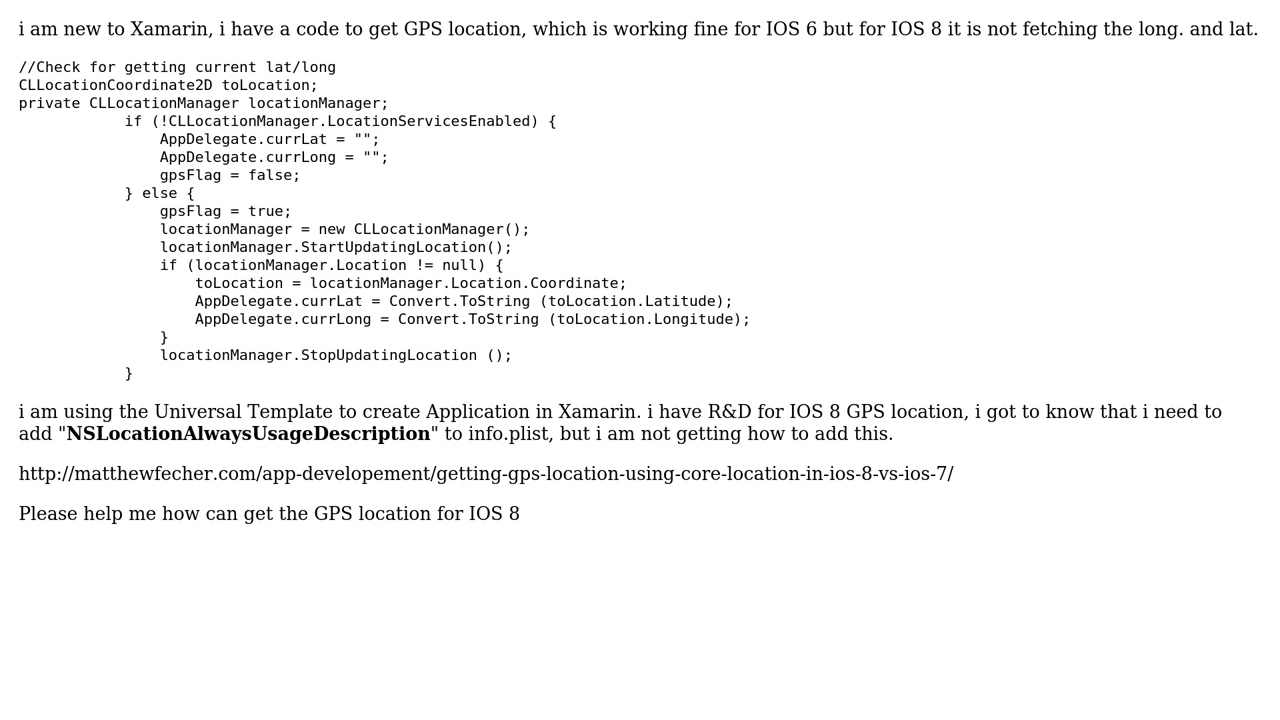 i am new to Xamarin, i have a code to get GPS location, which is working fine for IOS 6 but for IOS 8 it is not fetching the long. and lat.
//Check for getting current lat/long
CLLocationCoordinate2D toLocation;
private CLLocationManager locationManager;
            if (!CLLocationManager.LocationServicesEnabled) {
                AppDelegate.currLat = "";
                AppDelegate.currLong = "";
                gpsFlag = false;
            } else {
                gpsFlag = true;
                locationManager = new CLLocationManager();
                locationManager.StartUpdatingLocation();
                if (locationManager.Location != null) {
                    toLocation = locationManager.Location.Coordinate;
                    AppDelegate.currLat = Convert.ToString (toLocation.Latitude);
                    AppDelegate.currLong = Convert.ToString (toLocation.Longitude);
                }
                locationManager.StopUpdatingLocation ();
            }
i am using the Universal Template to create Application in Xamarin. i have R&D for IOS 8 GPS location, i got to know that i need to
add "NSLocationAlwaysUsageDescription" to info.plist, but i am not getting how to add this.
http://matthewfecher.com/app-developement/getting-gps-location-using-core-location-in-ios-8-vs-ios-7/
Please help me how can get the GPS location for IOS 8